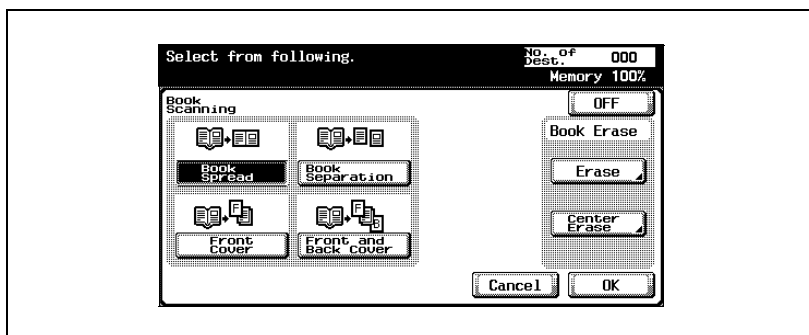 Select from following.
No. of
Dest.
000
Memory 100%
Book
Scanning
OFF
Book Erase
Book
Spread
Book
Separation
Erase
F
F
B
Front
Cover
Front and
Back Cover
Center
Erase
Cancel
OK